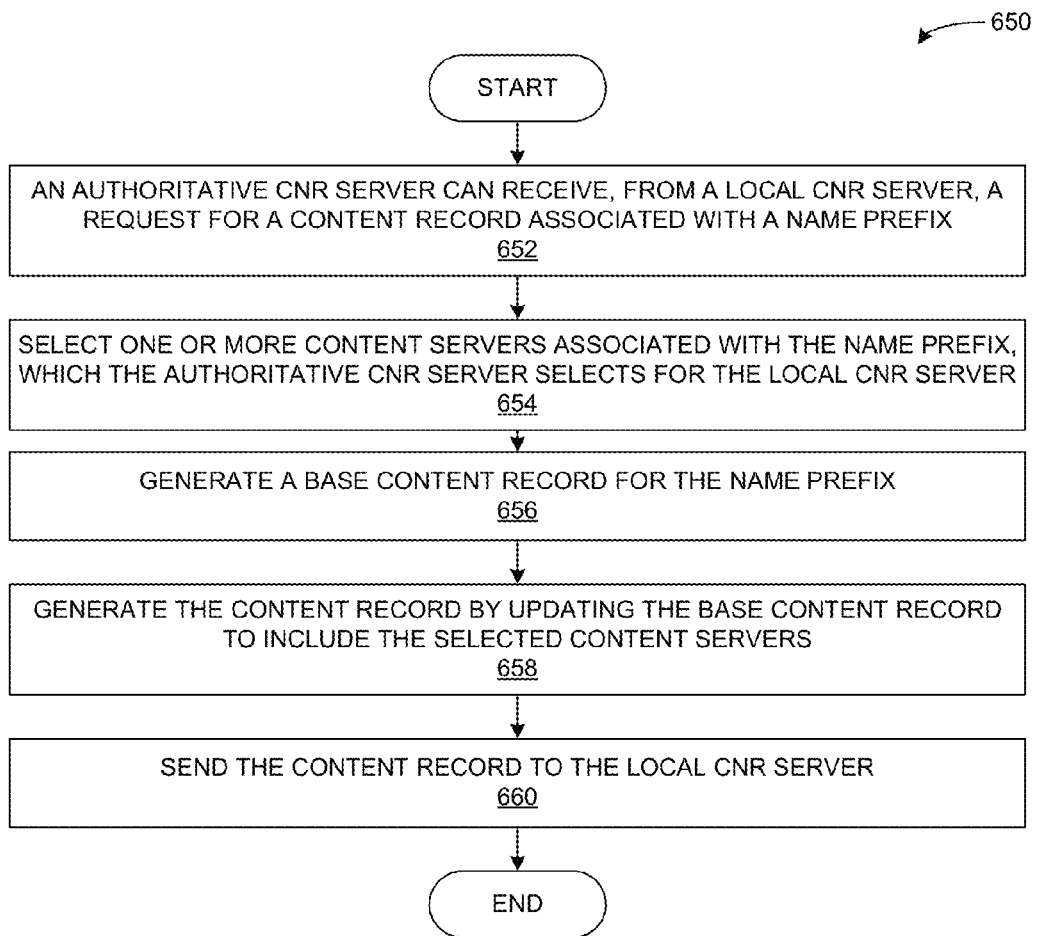 650
START
AN AUTHORITATIVE CNR SERVER CAN RECEIVE, FROM A LOCAL CNR SERVER, A
REQUEST FOR A CONTENT RECORD ASSOCIATED WITH A NAME PREFIX
652
SELECT ONE OR MORE CONTENT SERVERS ASSOCIATED WITH THE NAME PREFIX,
WHICH THE AUTHORITATIVE CNR SERVER SELECTS FOR THE LOCAL CNR SERVER
654
GENERATE A BASE CONTENT RECORD FOR THE NAME PREFIX
656
GENERATE THE CONTENT RECORD BY UPDATING THE BASE CONTENT RECORD
TO INCLUDE THE SELECTED CONTENT SERVERS
658
SEND THE CONTENT RECORD TO THE LOCAL CNR SERVER
660
END